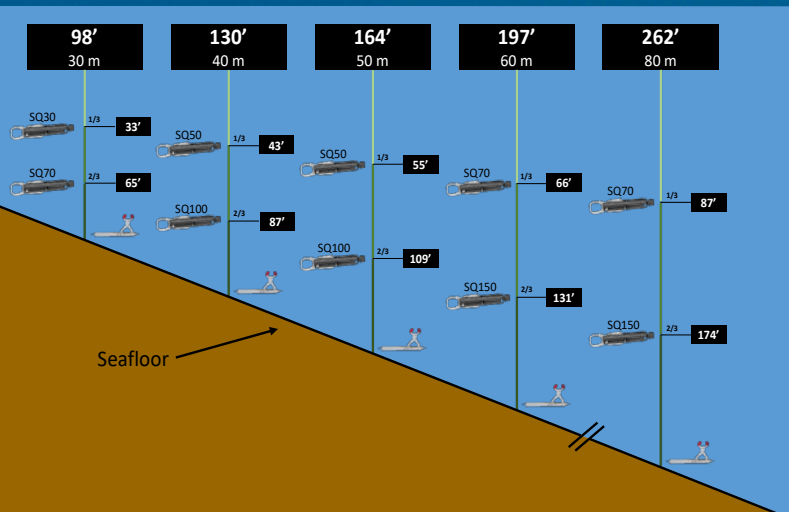 98’
30 m
130’
40 m
164’
50 m
197’
60 m
262’
80 m
SQ30
1/3
33’
SQ70
2/3
65’
SQ50
1/3
43’
SQ100
2/3
87’
SQ50
1/3
55’
SQ100
2/3
109’
SQ70
1/3
66’
SQ150
2/3
131’
SQ70
1/3
87’
SQ150
2/3
174’
Seafloor